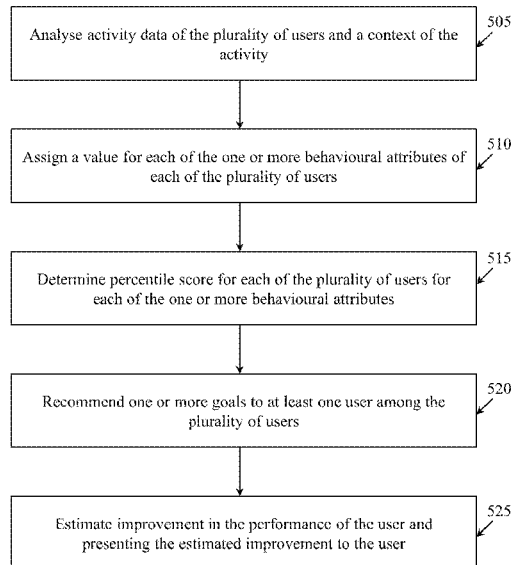 505
Analyse activity data of the plurality of users and a context of the
activity
510
Assign a value for each of the one or more behavioural attributes of
each of the plurality of users
515
Determine percentile score for each of the plurality of users for
each of the one or more behavioural attributes
520
Recommend one or more goals to at least one user among the
plurality of users
525
Estimate improvement in the performance of the user and
presenting the estimated improvement to the user